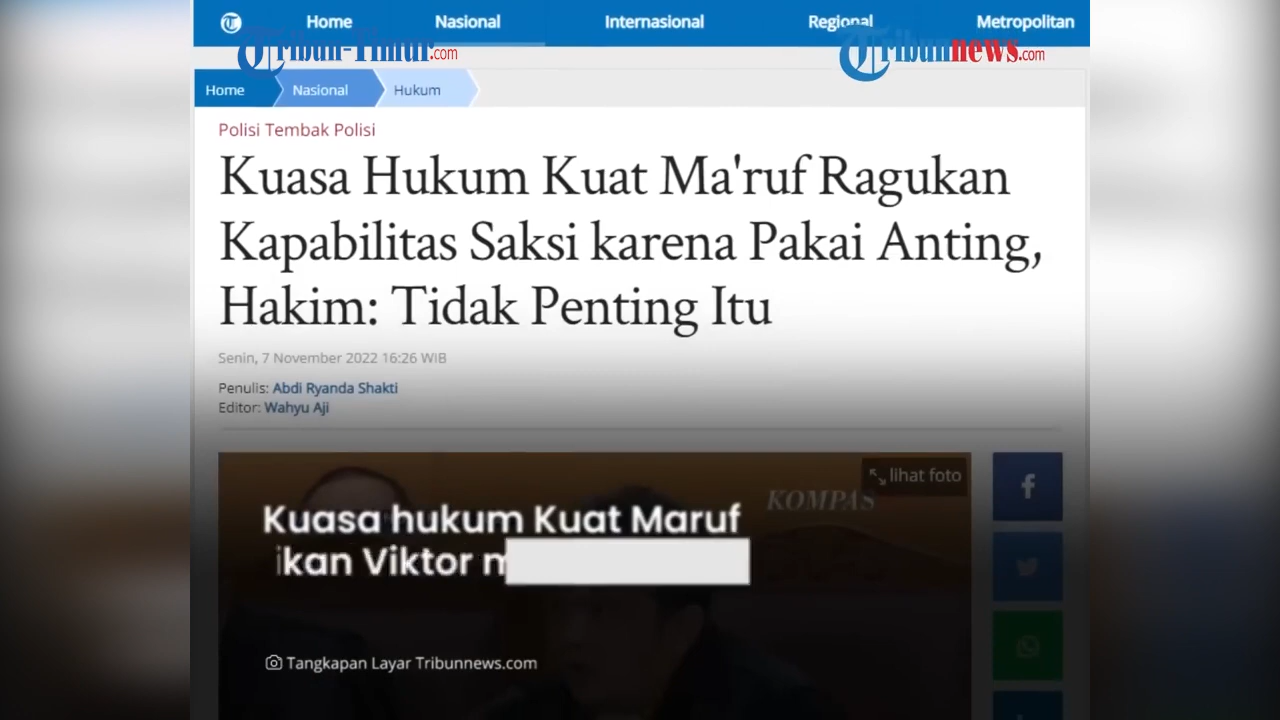 Home Nasional Internasional Regional Metropolitan
Tribun-Timur.com Tribunnews.com
Home Nasional Hukum
Polisi Tembak Polisi
Kuasa Hukum Kuat Ma'ruf Ragukan
Kapabilitas Saksi karena Pakai Anting,
Hakim: Tidak Penting Itu
Senin, 7 November 2022 16:26 WIB
Penulis: Abdi Ryanda Shakti
Editor: Wahyu Aji
lihat foto
KOMPAS
Kuasa hukum Kuat Maruf
ikan Viktor m
Tangkapan Layar Tribunnews.com